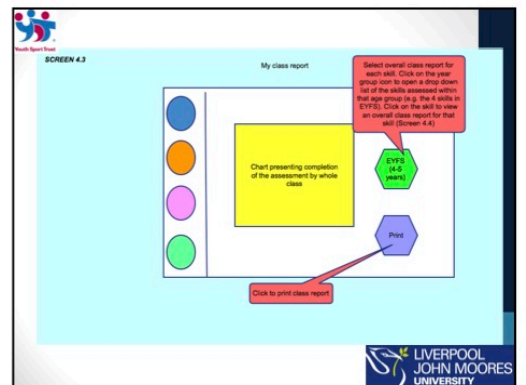 Youth Sport Trust
SCREEN 4.3
My class report
Select overall class report for
each skill. Click on the year
group icon to open a drop down
list of the skills assessed within
that age group (e.g. the 4 skills in
EYFS). Click on the skill to view
an overall class report for that
skill (Screen 4.4)
Chart presenting completion
of the assessment by whole
class
EYFS
(4-5
years)
Print
Click to print class report
LIVERPOOL
JOHN MOORES
UNIVERSITY